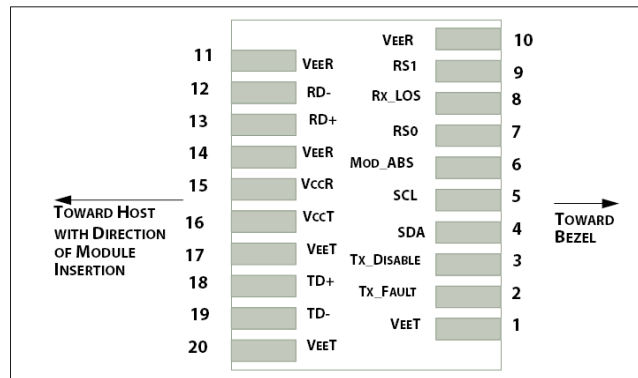 11 VEER
12 RD-
13 RD+
14 VEER
15 VCCR
16 VCCT
17 VEET
18 TD+
19 TD-
20 VEET
VEER 10
RS1 9
RX_LOS 8
RS0 7
MOD_ABS 6
SCL 5
SDA 4
TX_DISABLE 3
TX_FAULT 2
VEET 1
TOWARD HOST
WITH DIRECTION
OF MODULE
INSERTION
TOWARD
BEZEL